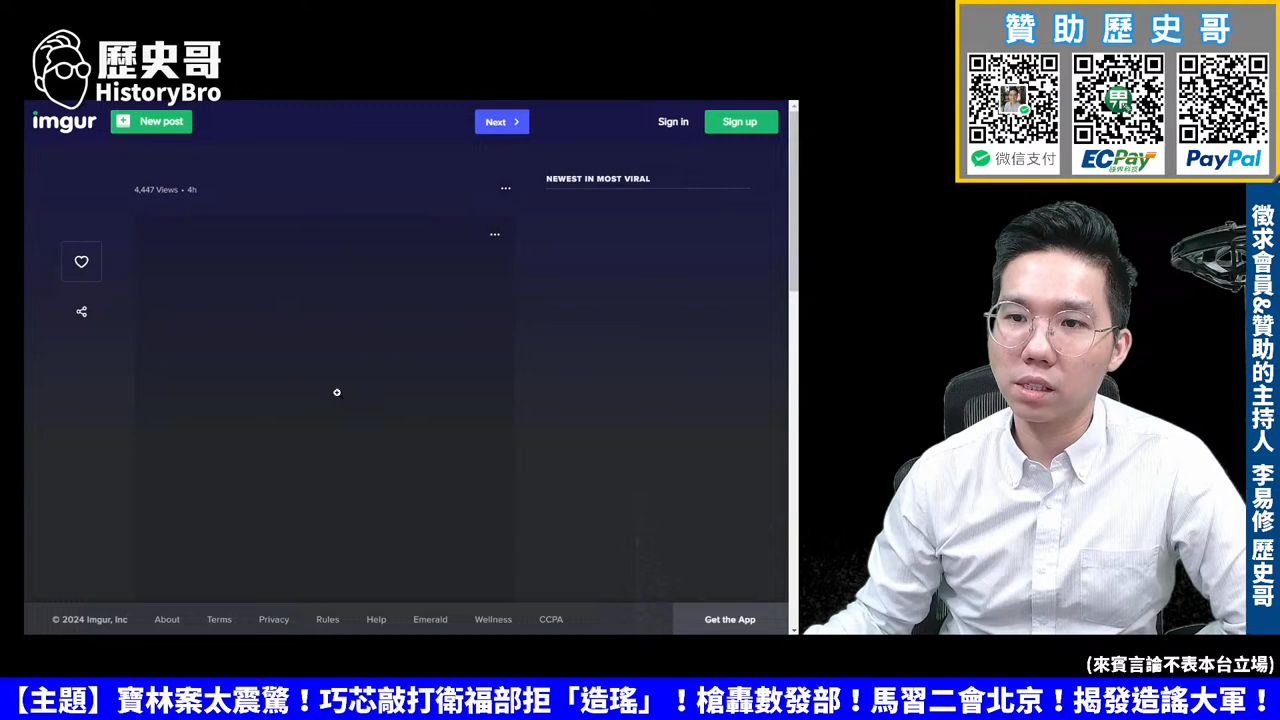 歷史哥
HistoryBro
贊助歷史哥
微信支付
ECPay
綠界科技
PayPal
imgur
New post
Next
Sign in
Sign up
4,447 Views • 4h
NEWEST IN MOST VIRAL
徵求會員&贊助的主持人 李易修 歷史哥
© 2024 Imgur, Inc
About
Terms
Privacy
Rules
Help
Emerald
Wellness
CCPA
Get the App
(來賓言論不表本台立場)
【主題】寶林案太震驚!巧芯敲打衛福部拒「造瑤」!槍轟數發部!馬習二會北京!揭發造謠大軍!